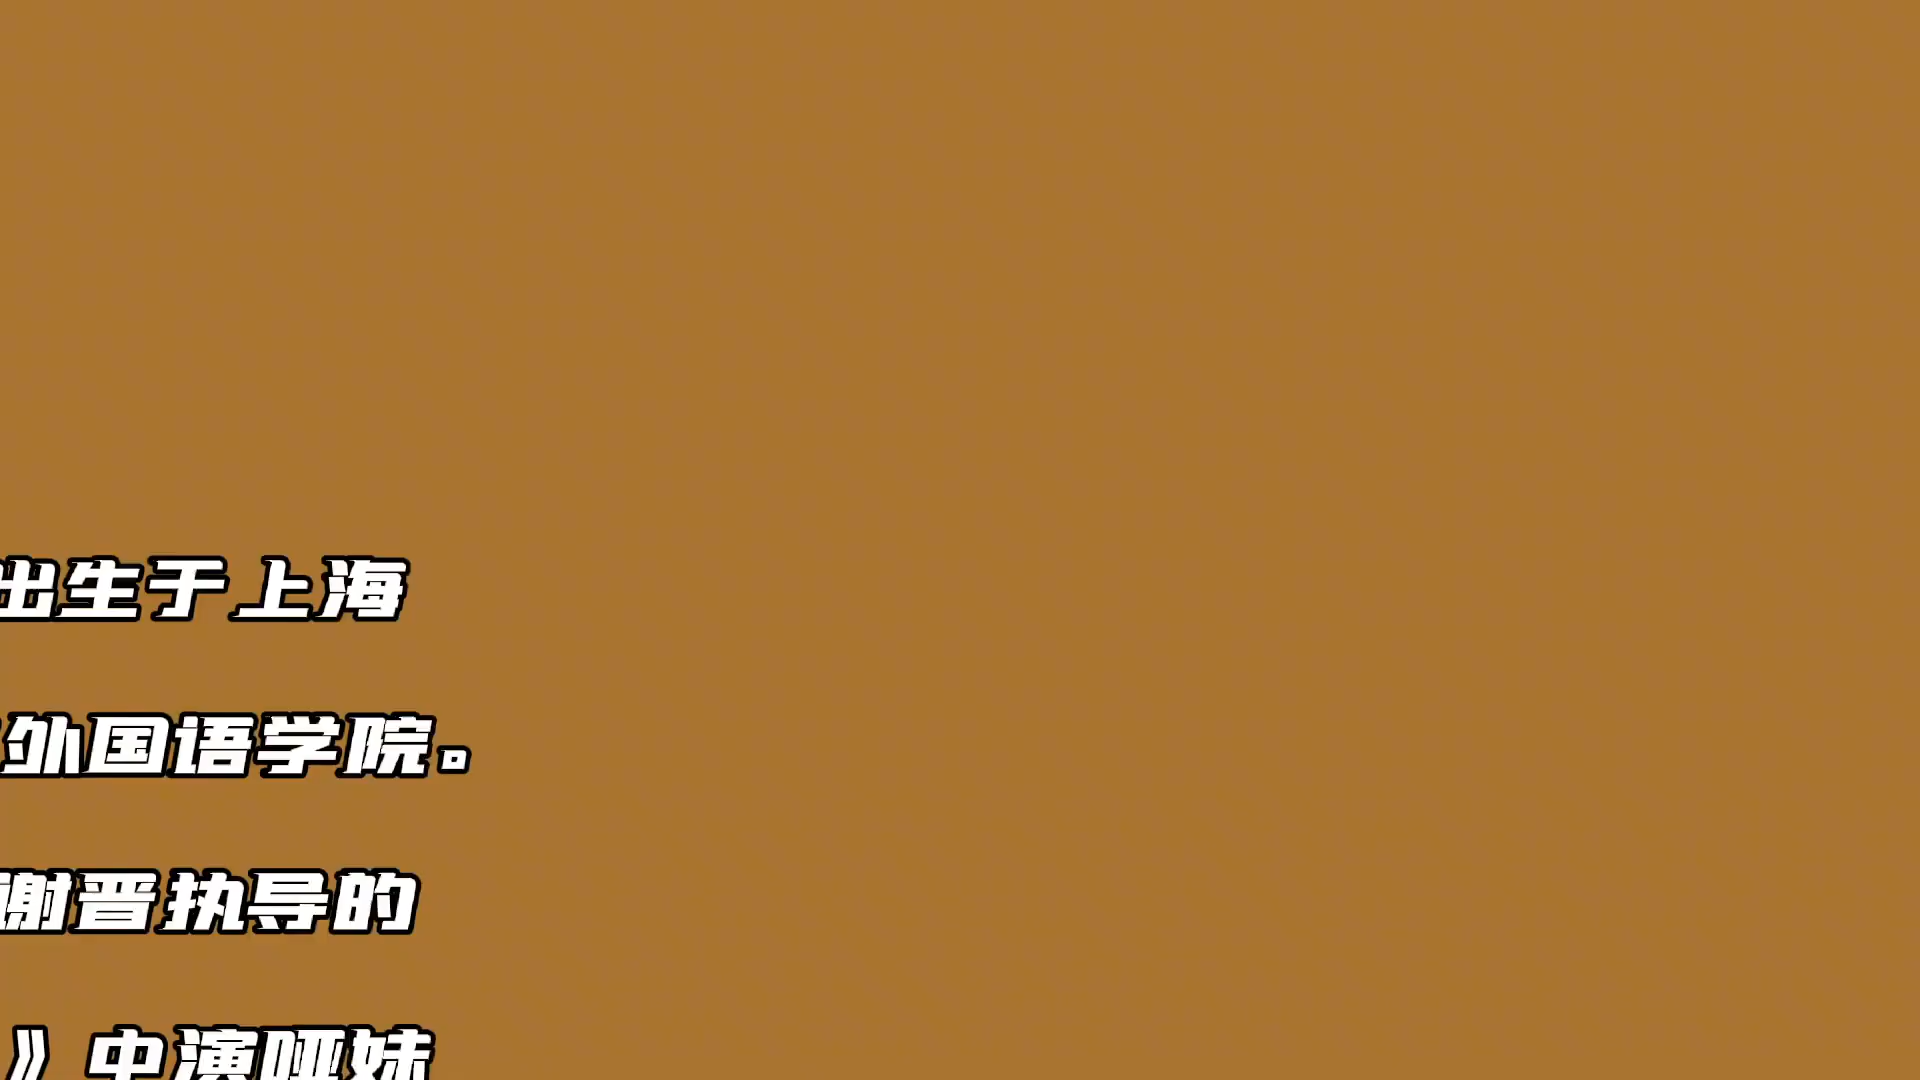 出生于上海
外国语学院。
谢晋执导的
》中演哑妹